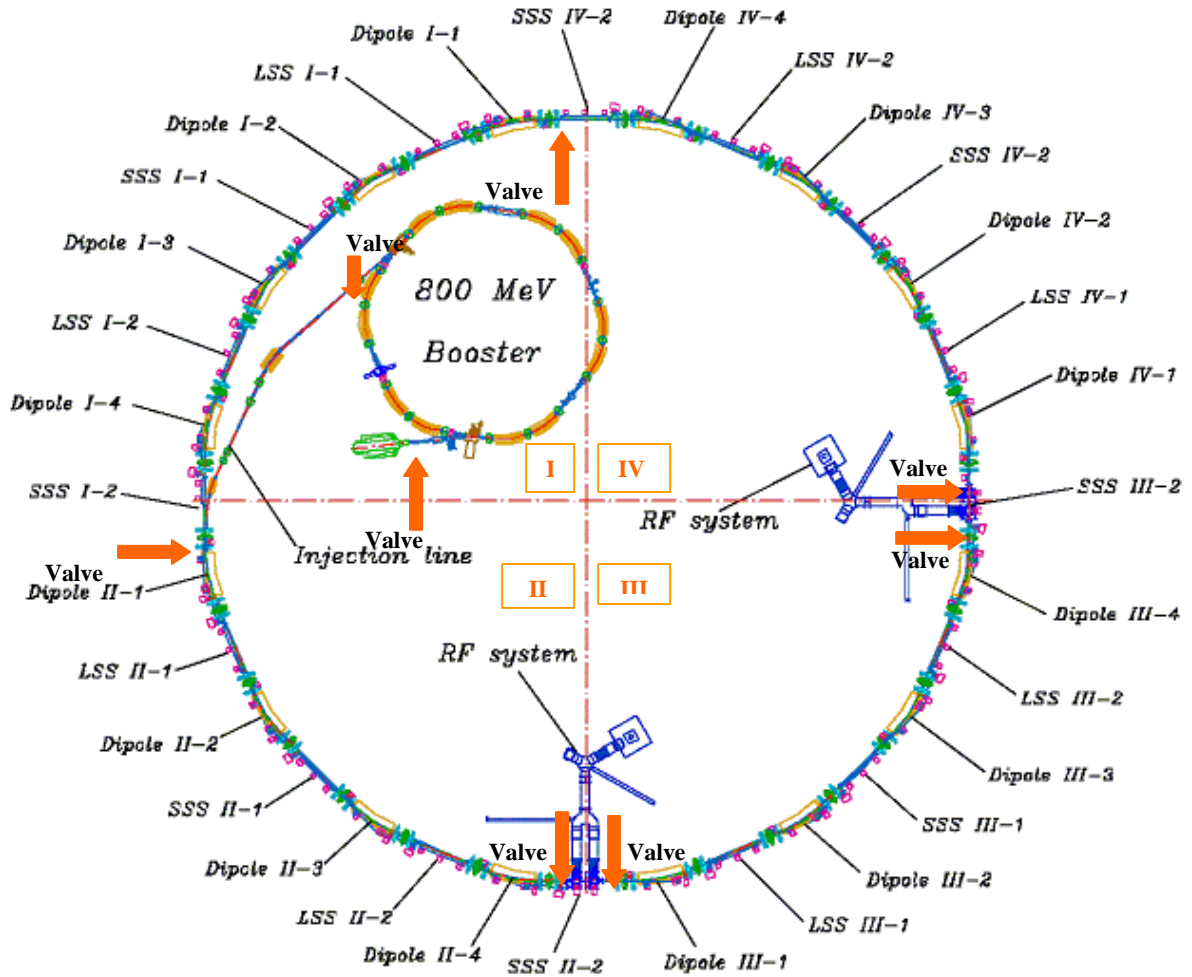 SSS IV-2
Dipole IV-4
Dipole I-1
LSS IV-2
LSS I-1
Dipole IV-3
Dipole I-2
SSS IV-2
SSS I-1
Valve
Dipole IV-2
Dipole I-3
Valve
800 MeV
LSS IV-1
LSS I-2
Booster
Dipole IV-1
Dipole I-4
I
IV
Valve
SSS III-2
SSS I-2
RF system
Valve
Injection line
Valve
Valve
Dipole II-1
II
III
Dipole III-4
RF system
LSS II-1
LSS III-2
Dipole II-2
Dipole III-3
SSS II-1
SSS III-1
Valve
Valve
Dipole II-3
Dipole III-2
LSS II-2
LSS III-1
Dipole II-4
SSS II-2
Dipole III-1